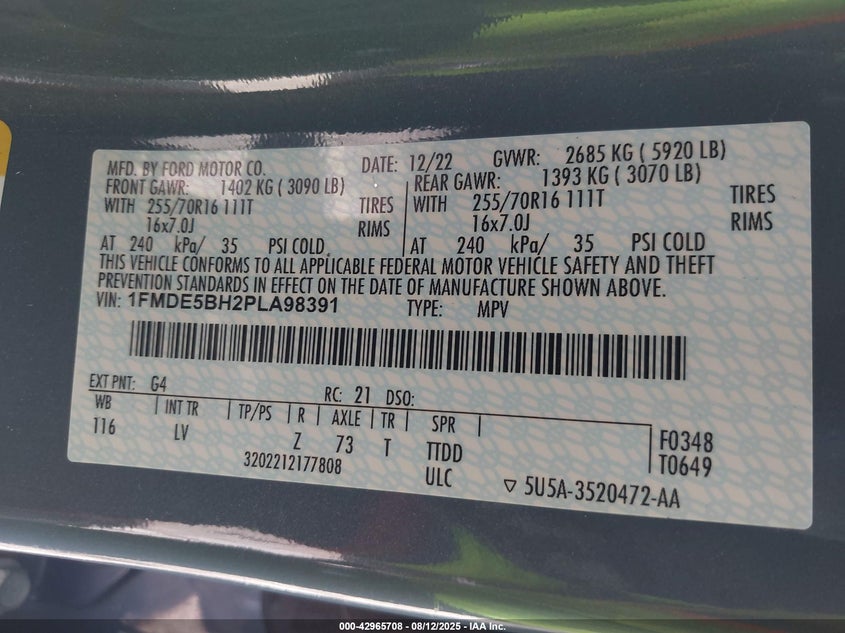 MFD. BY FORD MOTOR CO. DATE: 12/22 GVWR: 2685 KG ( 5920 LB)
FRONT GAWR: 1402 KG ( 3090 LB) REAR GAWR: 1393 KG ( 3070 LB)
WITH 255/70R16 111T TIRES WITH 255/70R16 111T TIRES
16x7.0J RIMS 16x7.0J RIMS
AT 240 kPa/ 35 PSI COLD AT 240 kPa/ 35 PSI COLD
THIS VEHICLE CONFORMS TO ALL APPLICABLE FEDERAL MOTOR VEHICLE SAFETY AND THEFT
PREVENTION STANDARDS IN EFFECT ON THE DATE OF MANUFACTURE SHOWN ABOVE.
VIN: 1FMDE5BH2PLA98391 TYPE: MPV
EXT PNT: G4 RC: 21 DSO:
WB INT TR TP/PS R AXLE TR SPR
116 LV Z 73 T TTDD F0348
3202212177808 ULC T0649
5U5A-3520472-AA
000-42965708 - 08/12/2025 - IAA Inc.